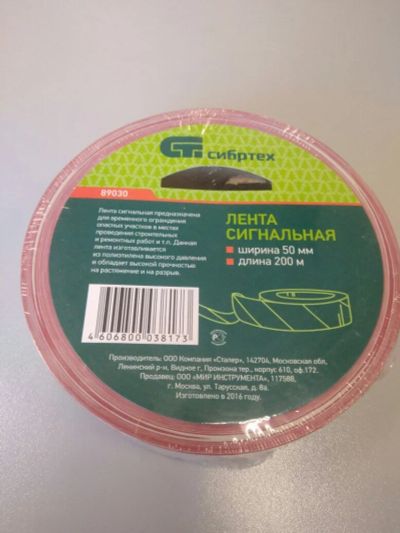 сибртех
89030
Лента сигнальная предназначена
для временного ограждения
опасных участков в местах
проведения строительных
и ремонтных работ и т.п. Данная
лента изготавливается
из полиэтилена высокого давления
и обладает высокой прочностью
на растяжение и на разрыв.
ЛЕНТА
СИГНАЛЬНАЯ
ширина 50 мм
длина 200 м
4 606800 038173
Производитель: ООО Компания «Сталер», 142704, Московская обл,
Ленинский р-н, Видное г, Промзона тер., корпус 610, оф.172.
Продавец: ООО «МИР ИНСТРУМЕНТА», 117588,
г. Москва, ул. Тарусская, д. 8а.
Изготовлено в 2016 году.